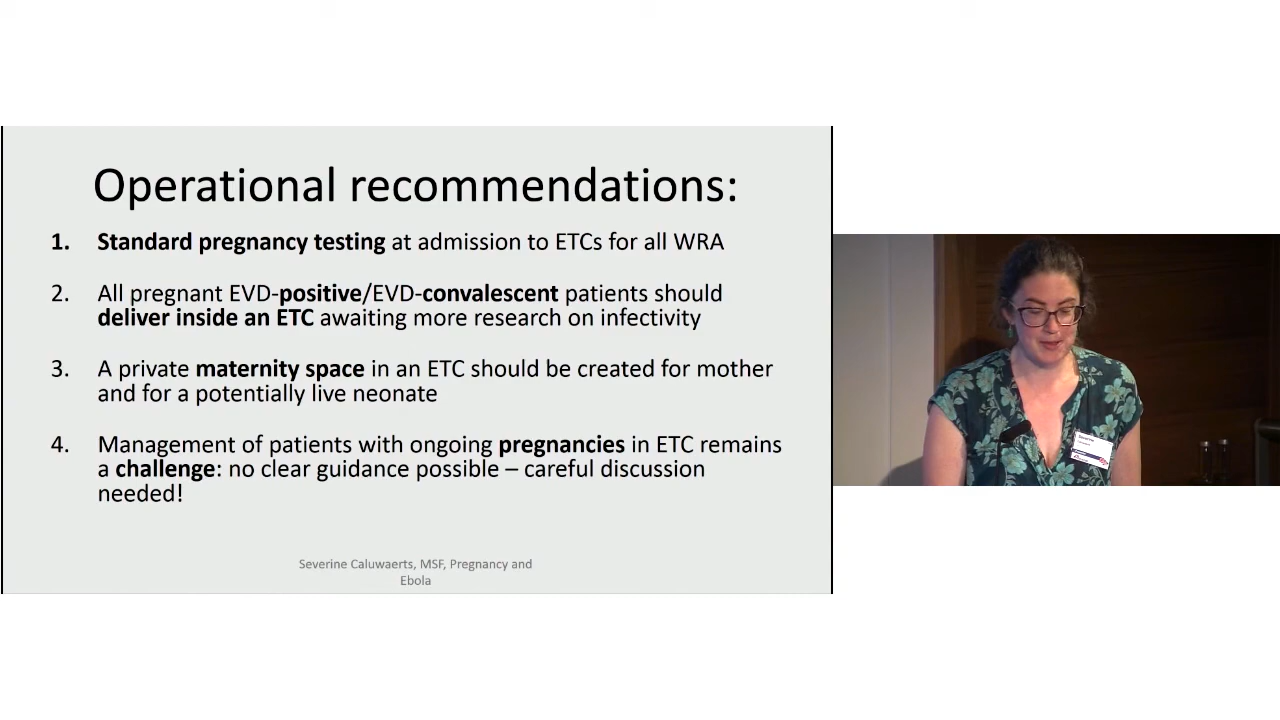 Operational recommendations:
1. Standard pregnancy testing at admission to ETCs for all WRA
2. All pregnant EVD-positive/EVD-convalescent patients should
deliver inside an ETC awaiting more research on infectivity
3. A private maternity space in an ETC should be created for mother
and for a potentially live neonate
4. Management of patients with ongoing pregnancies in ETC remains
a challenge: no clear guidance possible – careful discussion
needed!
Severine Caluwaerts, MSF, Pregnancy and
Ebola
Severine